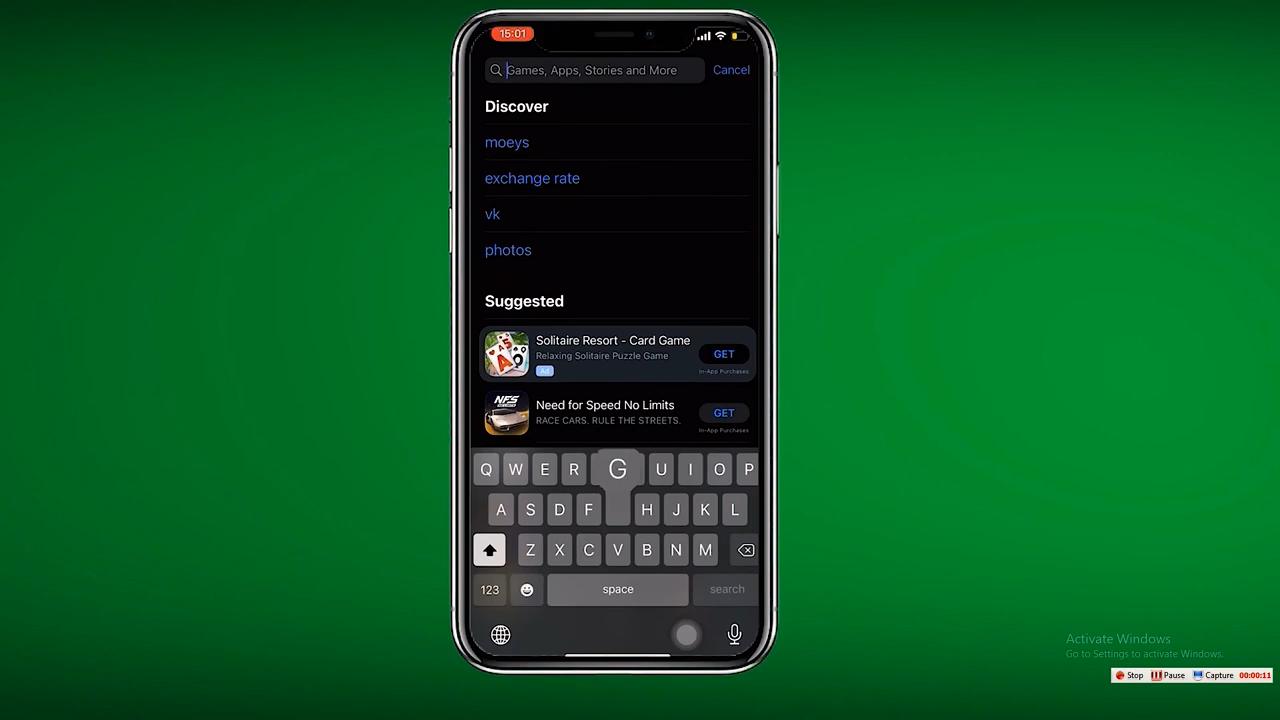 15:01
Games, Apps, Stories and More
Cancel
Discover
moeys
exchange rate
vk
photos
Suggested
Solitaire Resort - Card Game
Relaxing Solitaire Puzzle Game
Ad
GET
In-App Purchases
NFS
Need for Speed No Limits
RACE CARS. RULE THE STREETS.
GET
In-App Purchases
Q W E R G U I O P
A S D F H J K L
Z X C V B N M
123 space search
Activate Windows
Go to Settings to activate Windows.
Stop Pause Capture 00:00:11